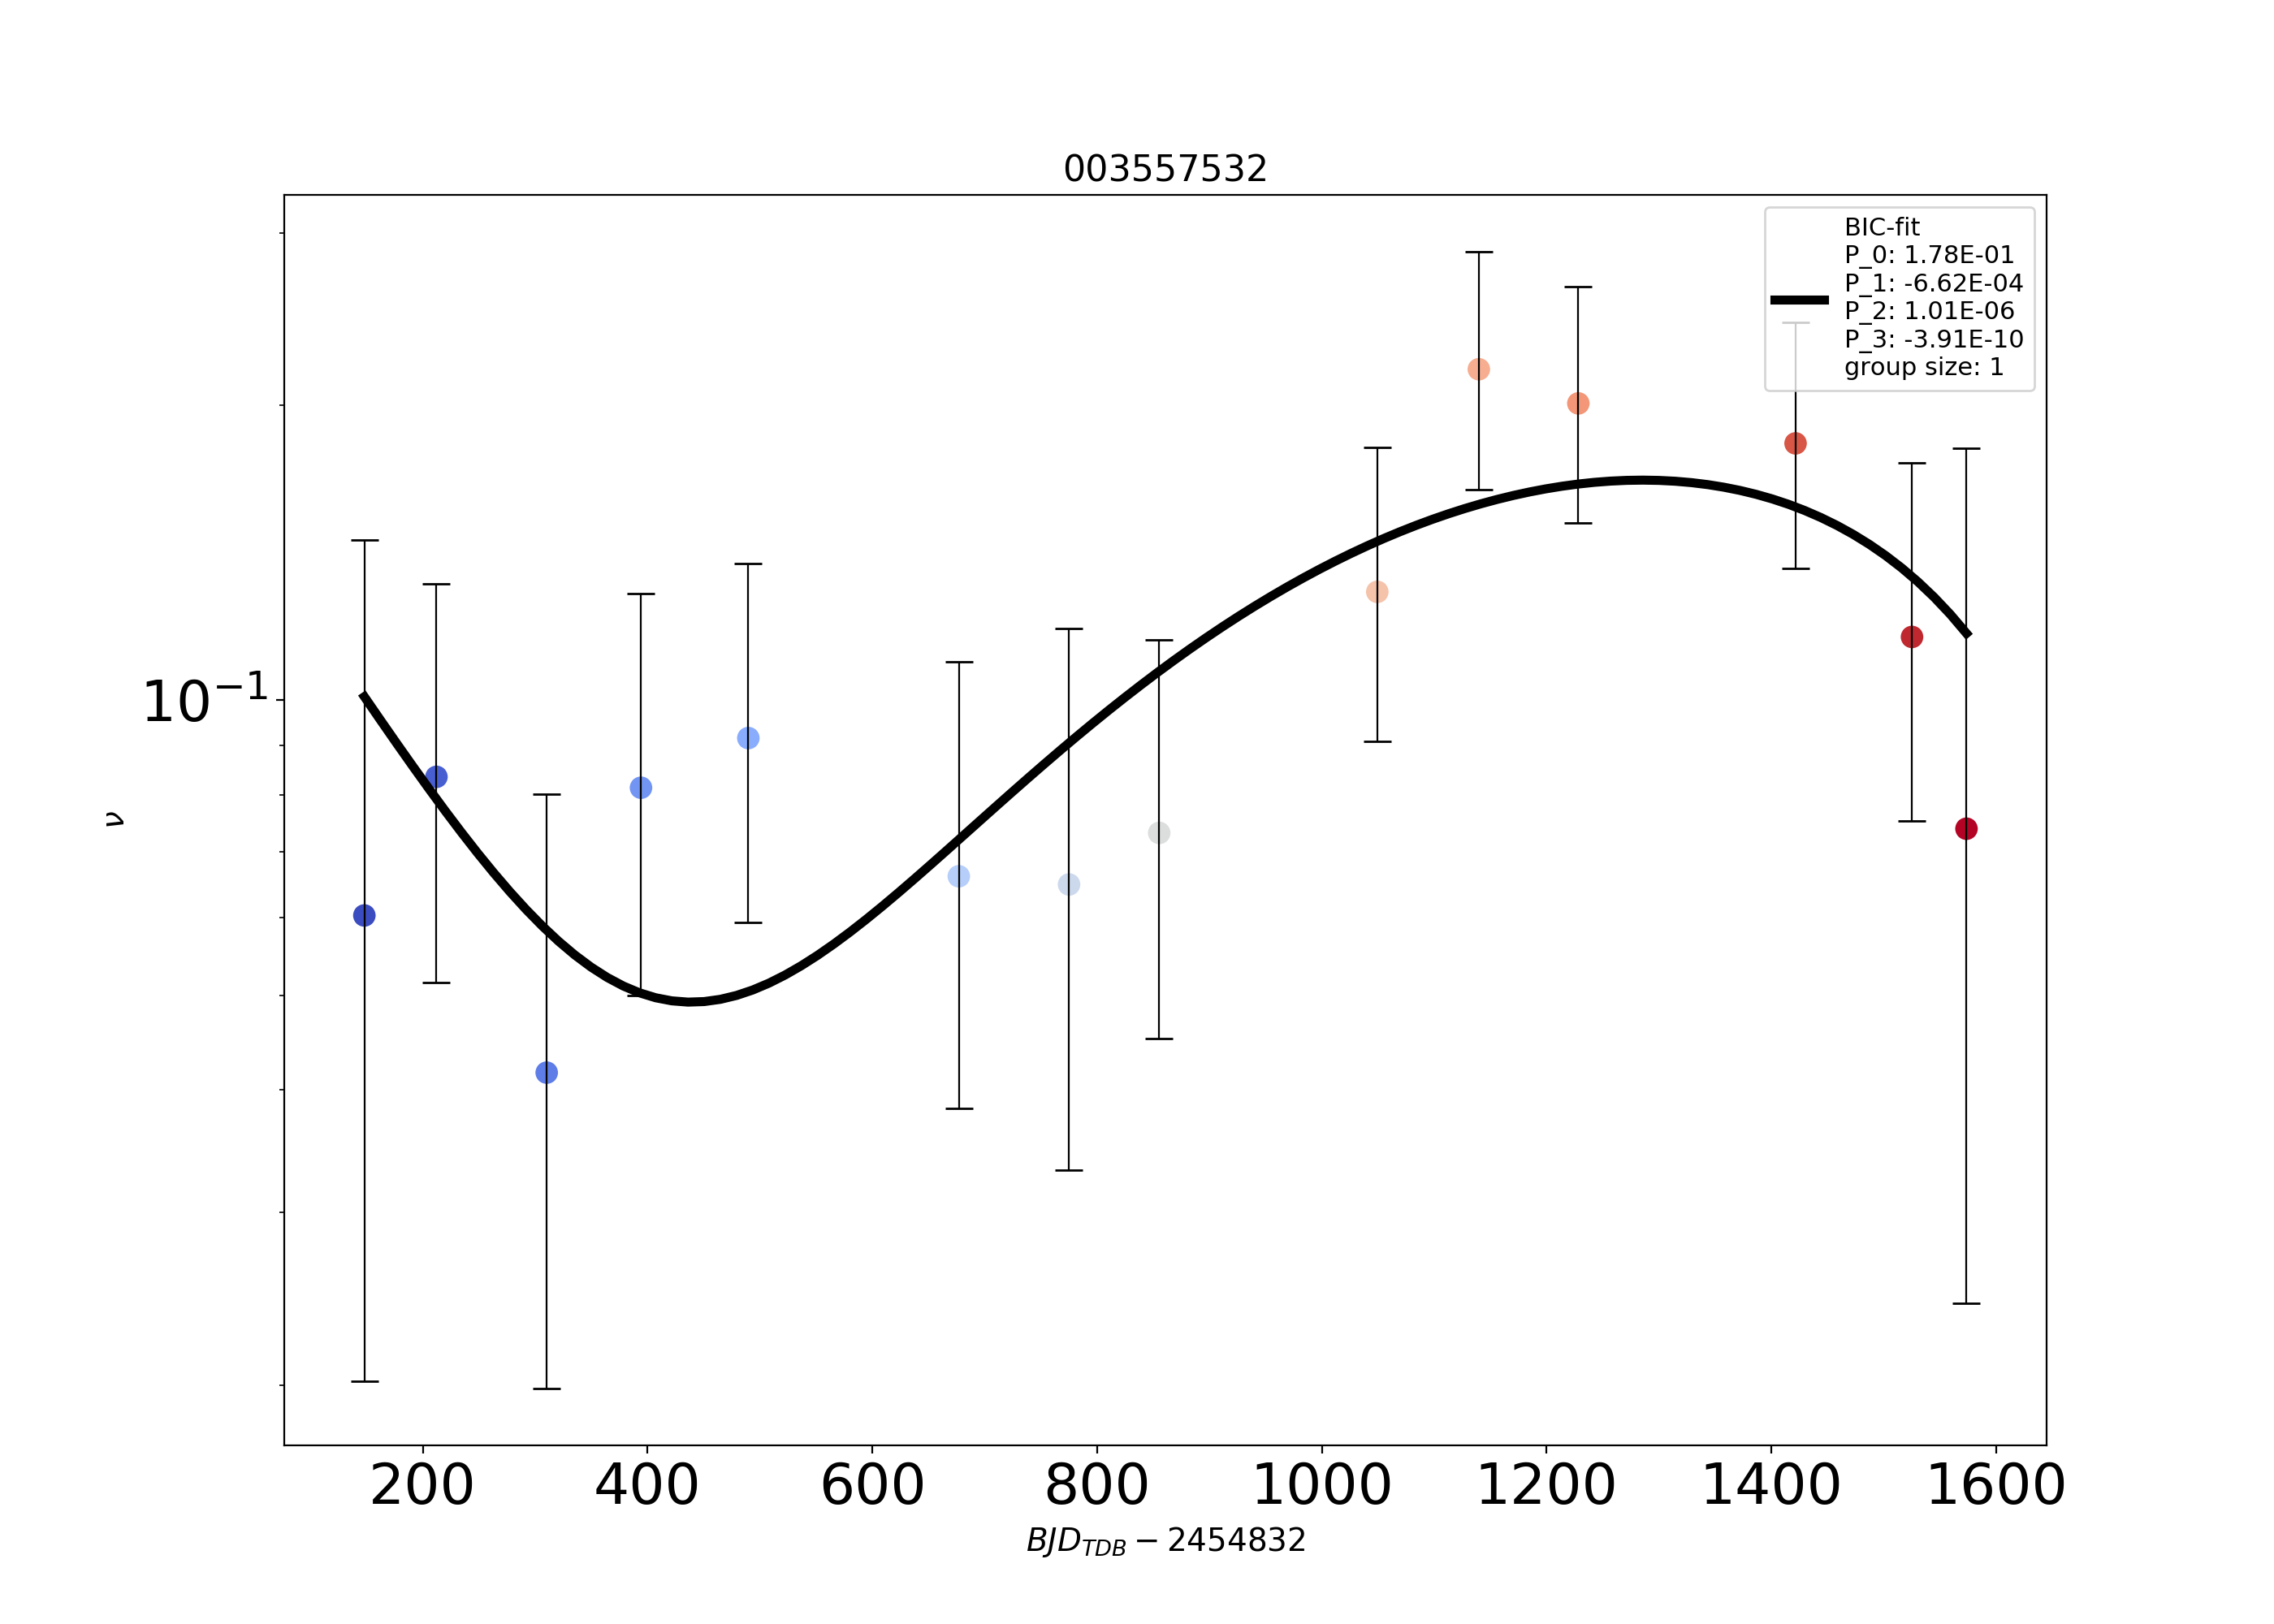 003557532
BIC-fit
P_0: 1.78E-01
P_1: -6.62E-04
P_2: 1.01E-06
P_3: -3.91E-10
group size: 1
10⁻¹
ν
200 400 600 800 1000 1200 1400 1600
BJD_TDB − 2454832